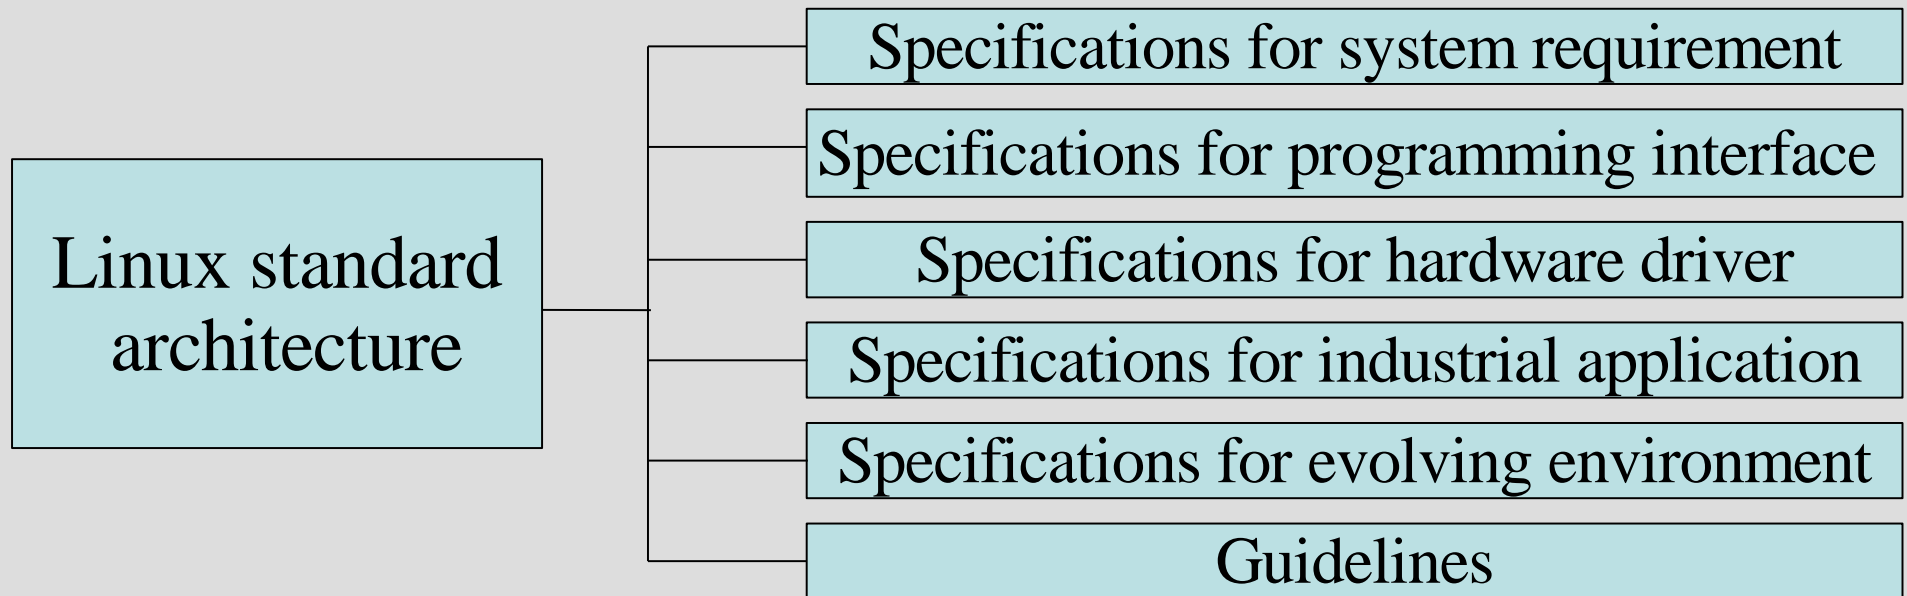 Linux standard
architecture
Specifications for system requirement
Specifications for programming interface
Specifications for hardware driver
Specifications for industrial application
Specifications for evolving environment
Guidelines